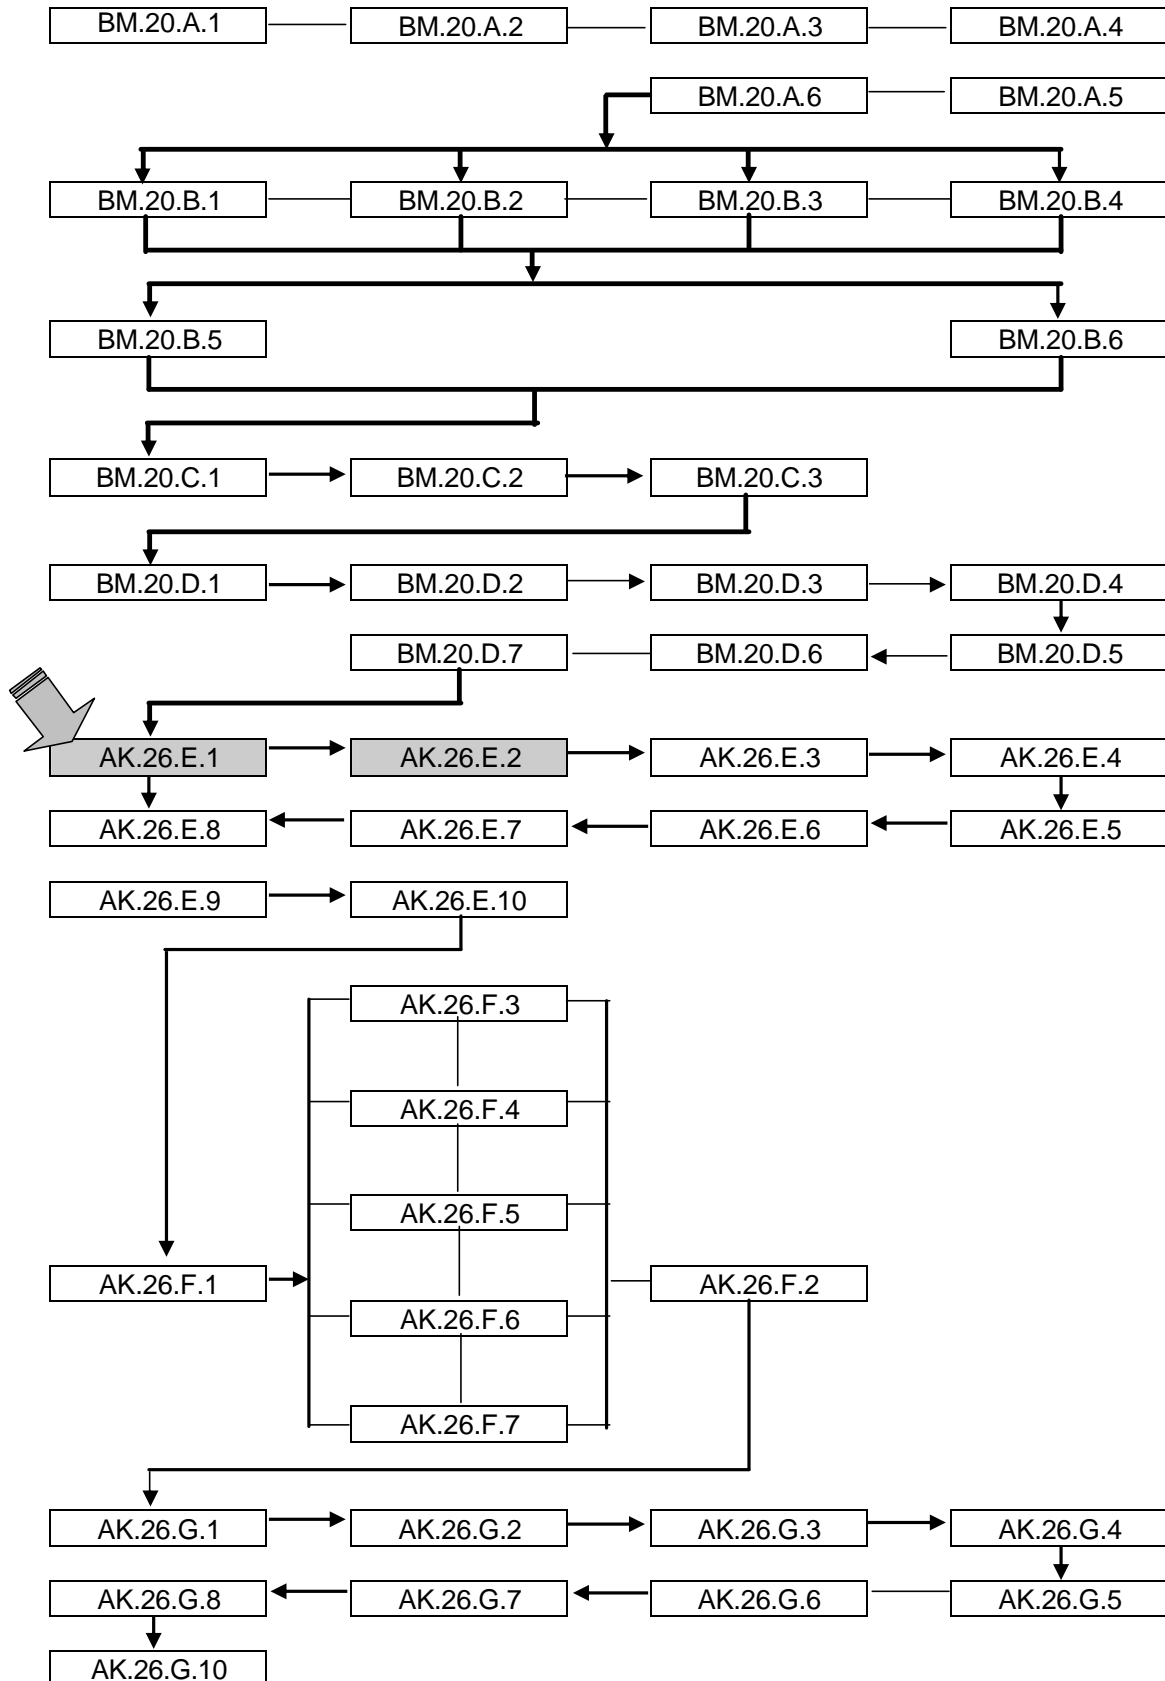 BM.20.A.1 BM.20.A.2 BM.20.A.3 BM.20.A.4
BM.20.A.6 BM.20.A.5
BM.20.B.1 BM.20.B.2 BM.20.B.3 BM.20.B.4
BM.20.B.5 BM.20.B.6
BM.20.C.1 BM.20.C.2 BM.20.C.3
BM.20.D.1 BM.20.D.2 BM.20.D.3 BM.20.D.4
BM.20.D.7 BM.20.D.6 BM.20.D.5
AK.26.E.1 AK.26.E.2 AK.26.E.3 AK.26.E.4
AK.26.E.8 AK.26.E.7 AK.26.E.6 AK.26.E.5
AK.26.E.9 AK.26.E.10
AK.26.F.3
AK.26.F.4
AK.26.F.5
AK.26.F.1 AK.26.F.2
AK.26.F.6
AK.26.F.7
AK.26.G.1 AK.26.G.2 AK.26.G.3 AK.26.G.4
AK.26.G.8 AK.26.G.7 AK.26.G.6 AK.26.G.5
AK.26.G.10